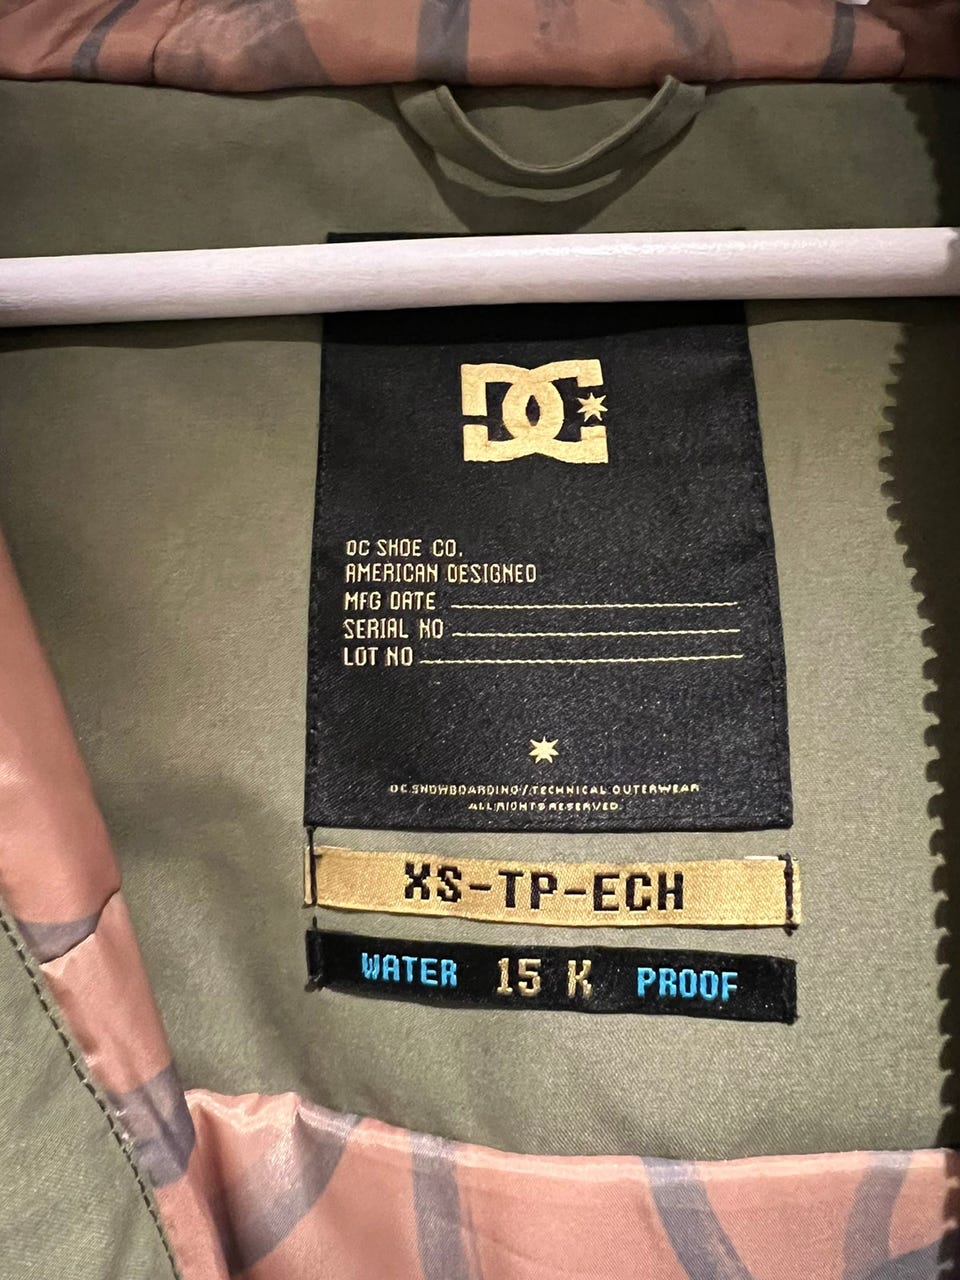 DC
DC SHOE CO.
AMERICAN DESIGNED
MFG DATE
SERIAL NO
LOT NO
DC SNOWBOARDING / TECHNICAL OUTERWEAR
ALL RIGHTS RESERVED.
XS-TP-ECH
WATER 15 K PROOF